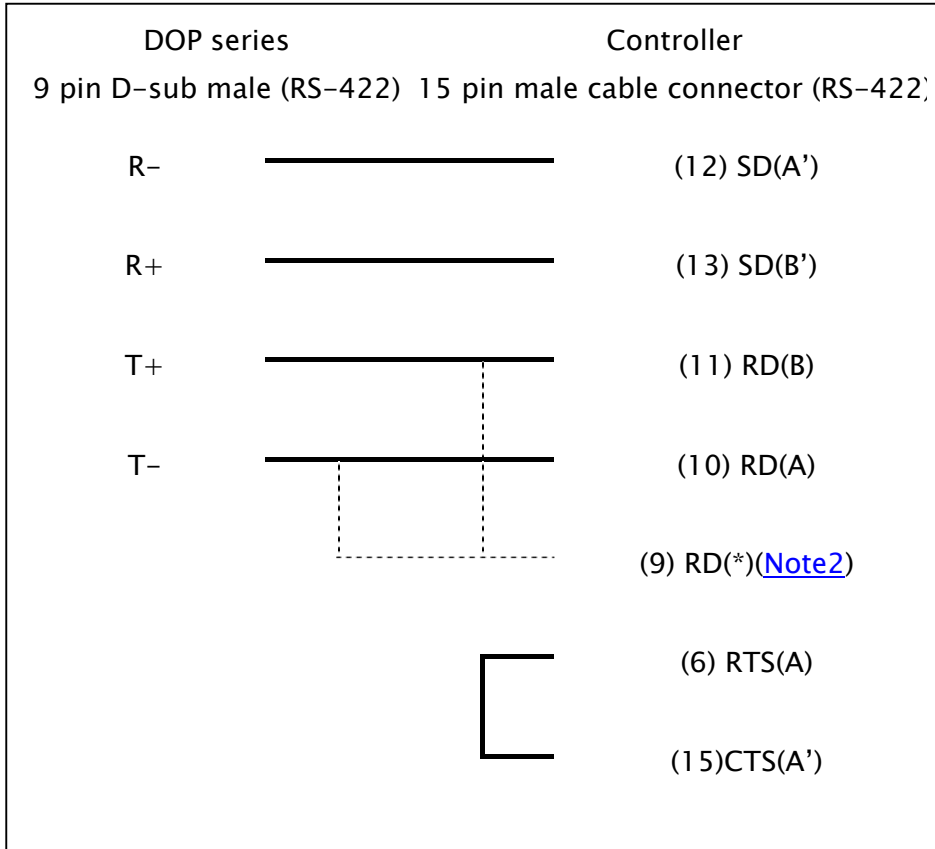 DOP series Controller
9 pin D-sub male (RS-422) 15 pin male cable connector (RS-422)
R- (12) SD(A’)
R+ (13) SD(B’)
T+ (11) RD(B)
T- (10) RD(A)
(9) RD(*)(Note2)
(6) RTS(A)
(15)CTS(A’)